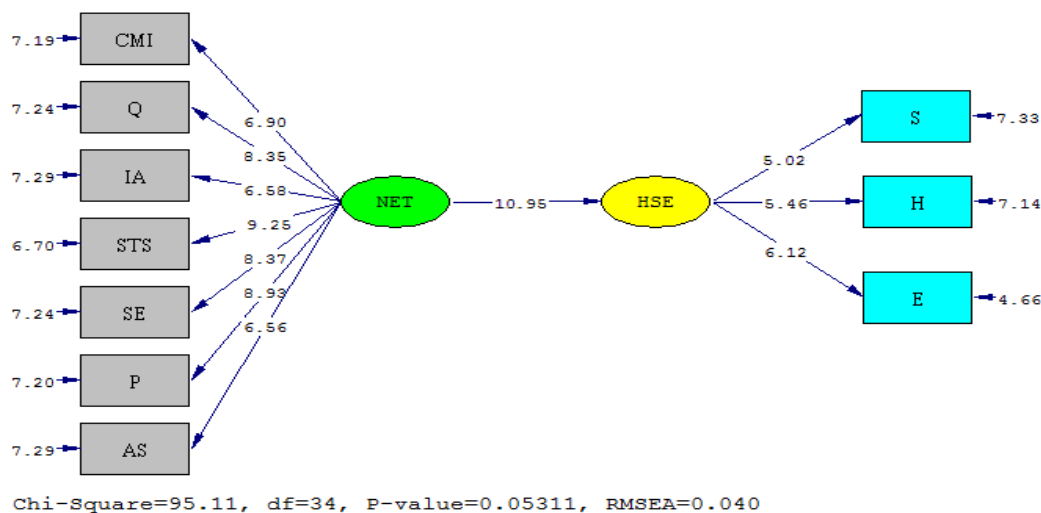 7.19 CMI
7.24 Q
7.29 IA
6.70 STS
7.24 SE
7.20 P
7.29 AS
6.90
8.35
6.58
9.25
8.37
8.93
6.56
NET
10.95
HSE
5.02
5.46
6.12
S 7.33
H 7.14
E 4.66
Chi-Square=95.11, df=34, P-value=0.05311, RMSEA=0.040